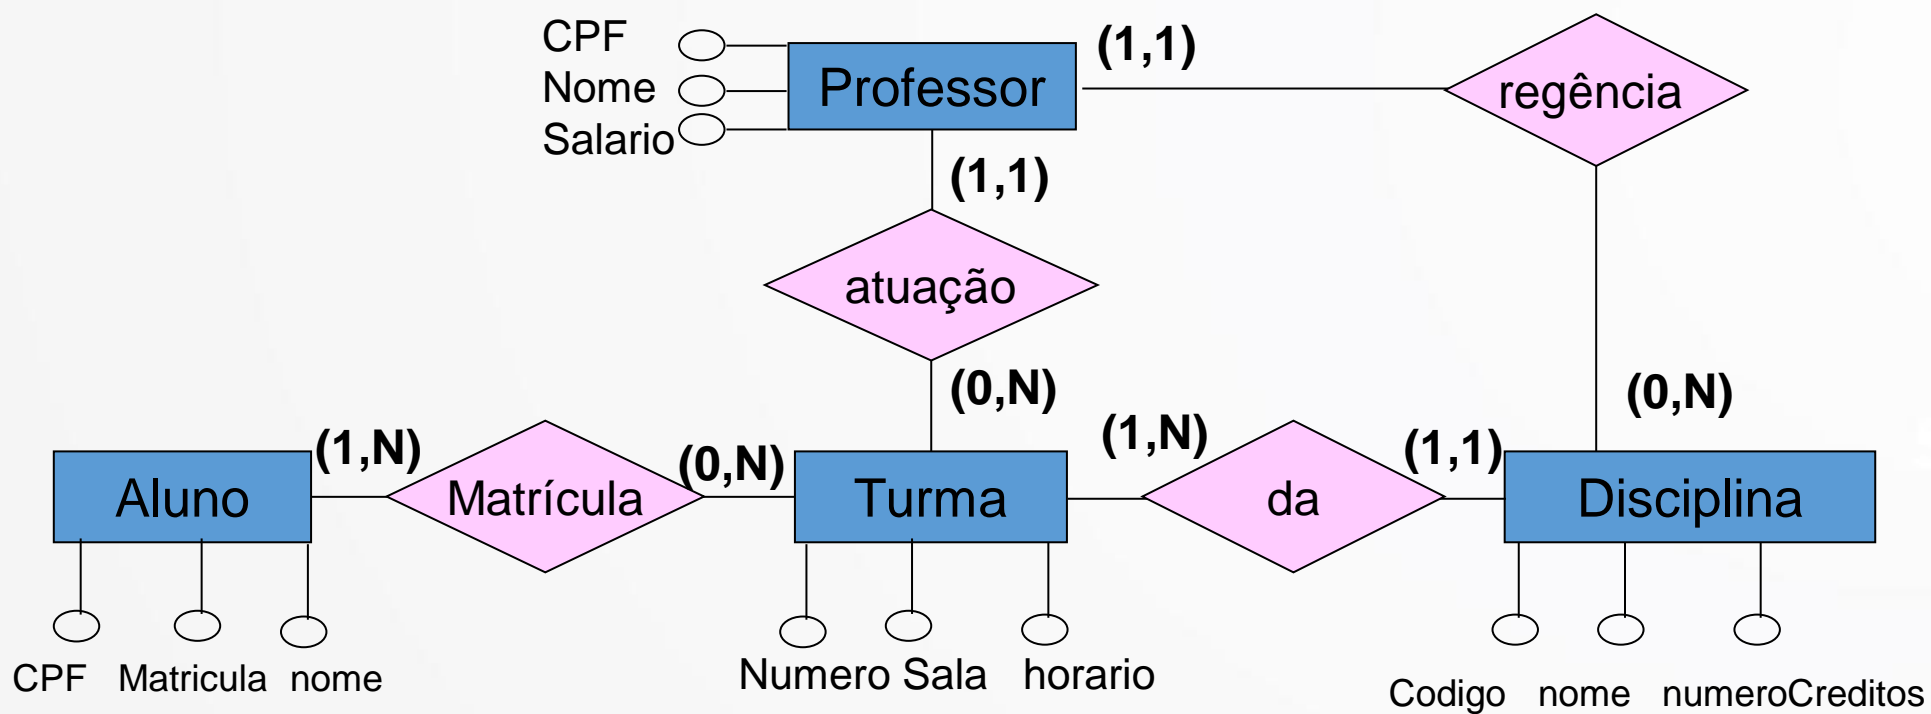 CPF
Nome
Salario
Professor
(1,1)
regência
(1,1)
atuação
(0,N)
(0,N)
Aluno
(1,N)
Matrícula
(0,N)
Turma
(1,N)
da
(1,1)
Disciplina
CPF Matricula nome
Numero Sala horario
Codigo nome numeroCreditos